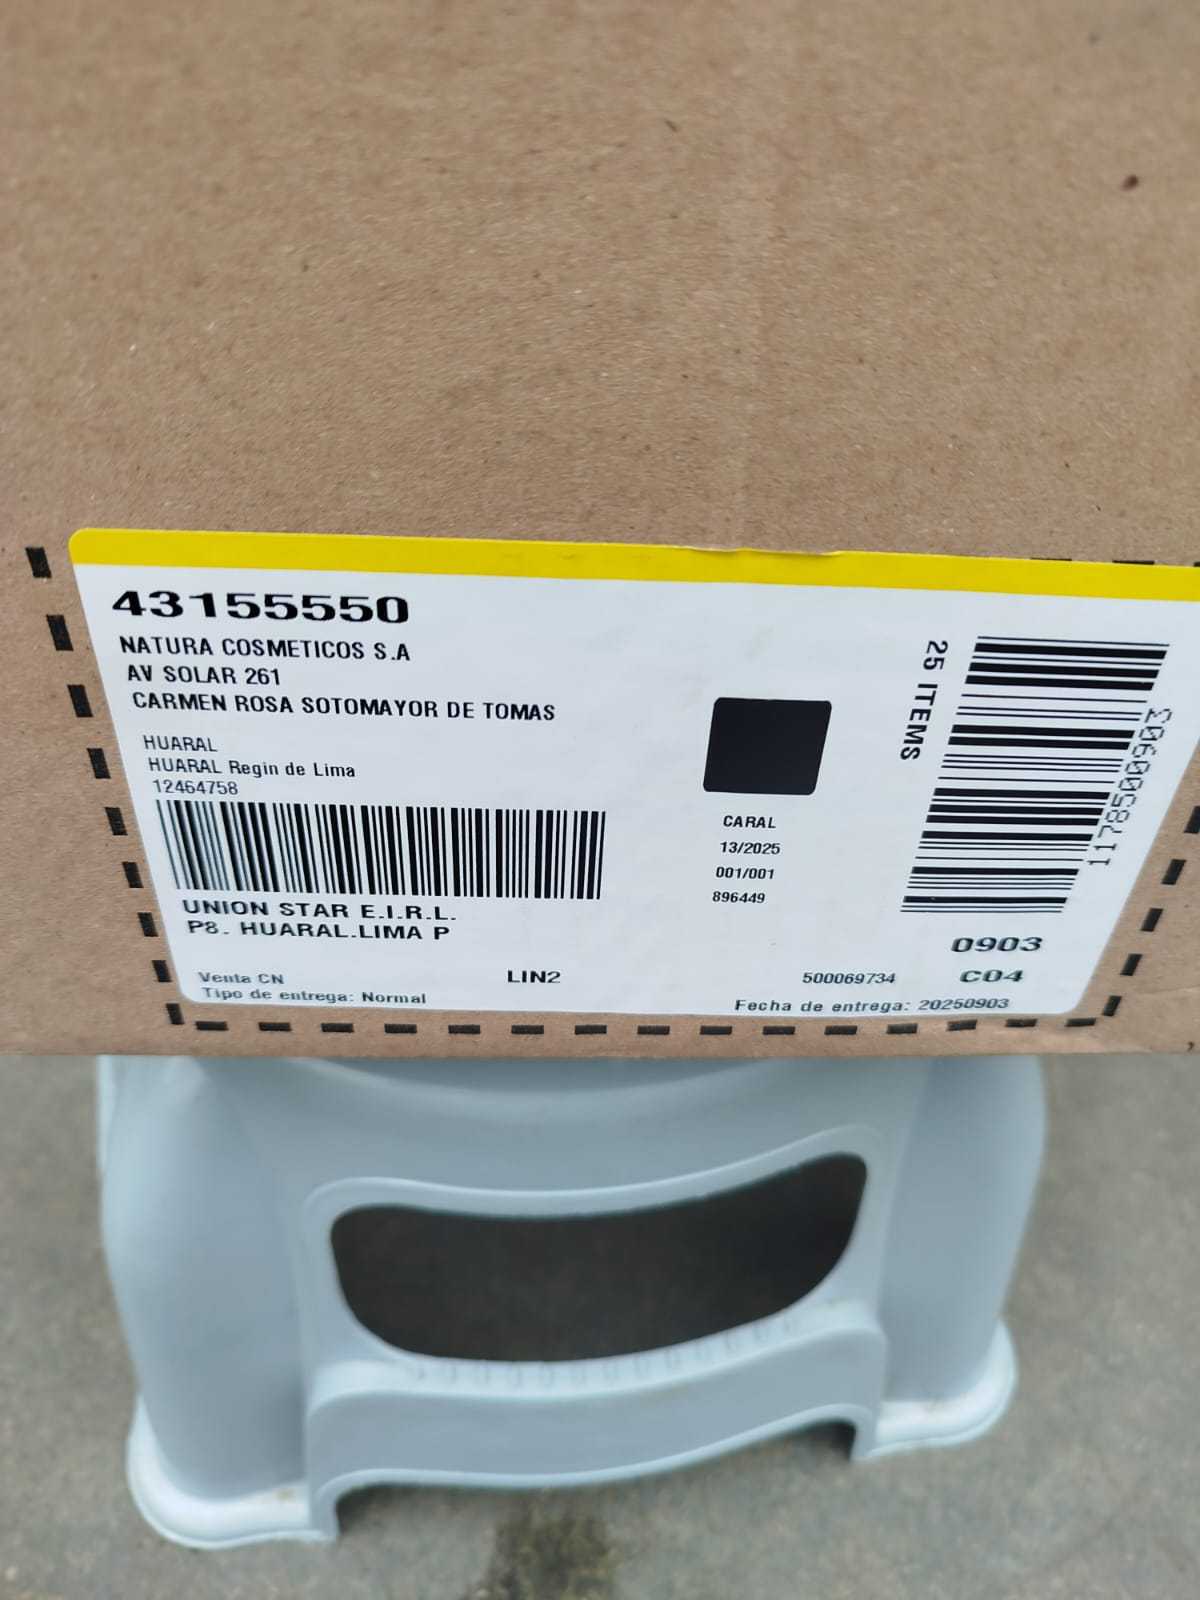 43155550
NATURA COSMETICOS S.A
AV SOLAR 261
CARMEN ROSA SOTOMAYOR DE TOMAS
HUARAL
HUARAL Regin de Lima
12464758
UNION STAR E.I.R.L.
P8. HUARAL.LIMA P
Venta CN
Tipo de entrega: Normal
LIN2
CARAL
13/2025
001/001
896449
500069734
Fecha de entrega: 20250903
25 ITEMS
1178500903
0903
C04